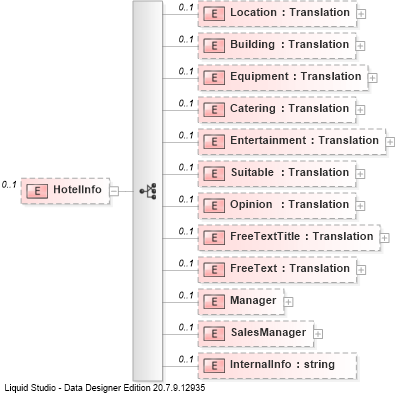 0..1
E Location : Translation
0..1
E Building : Translation
0..1
E Equipment : Translation
0..1
E Catering : Translation
0..1
E Entertainment : Translation
0..1
E Suitable : Translation
0..1
E HotelInfo
0..1
E Opinion : Translation
0..1
E FreeTextTitle : Translation
0..1
E FreeText : Translation
0..1
E Manager
0..1
E SalesManager
0..1
E InternalInfo : string
Liquid Studio - Data Designer Edition 20.7.9.12935